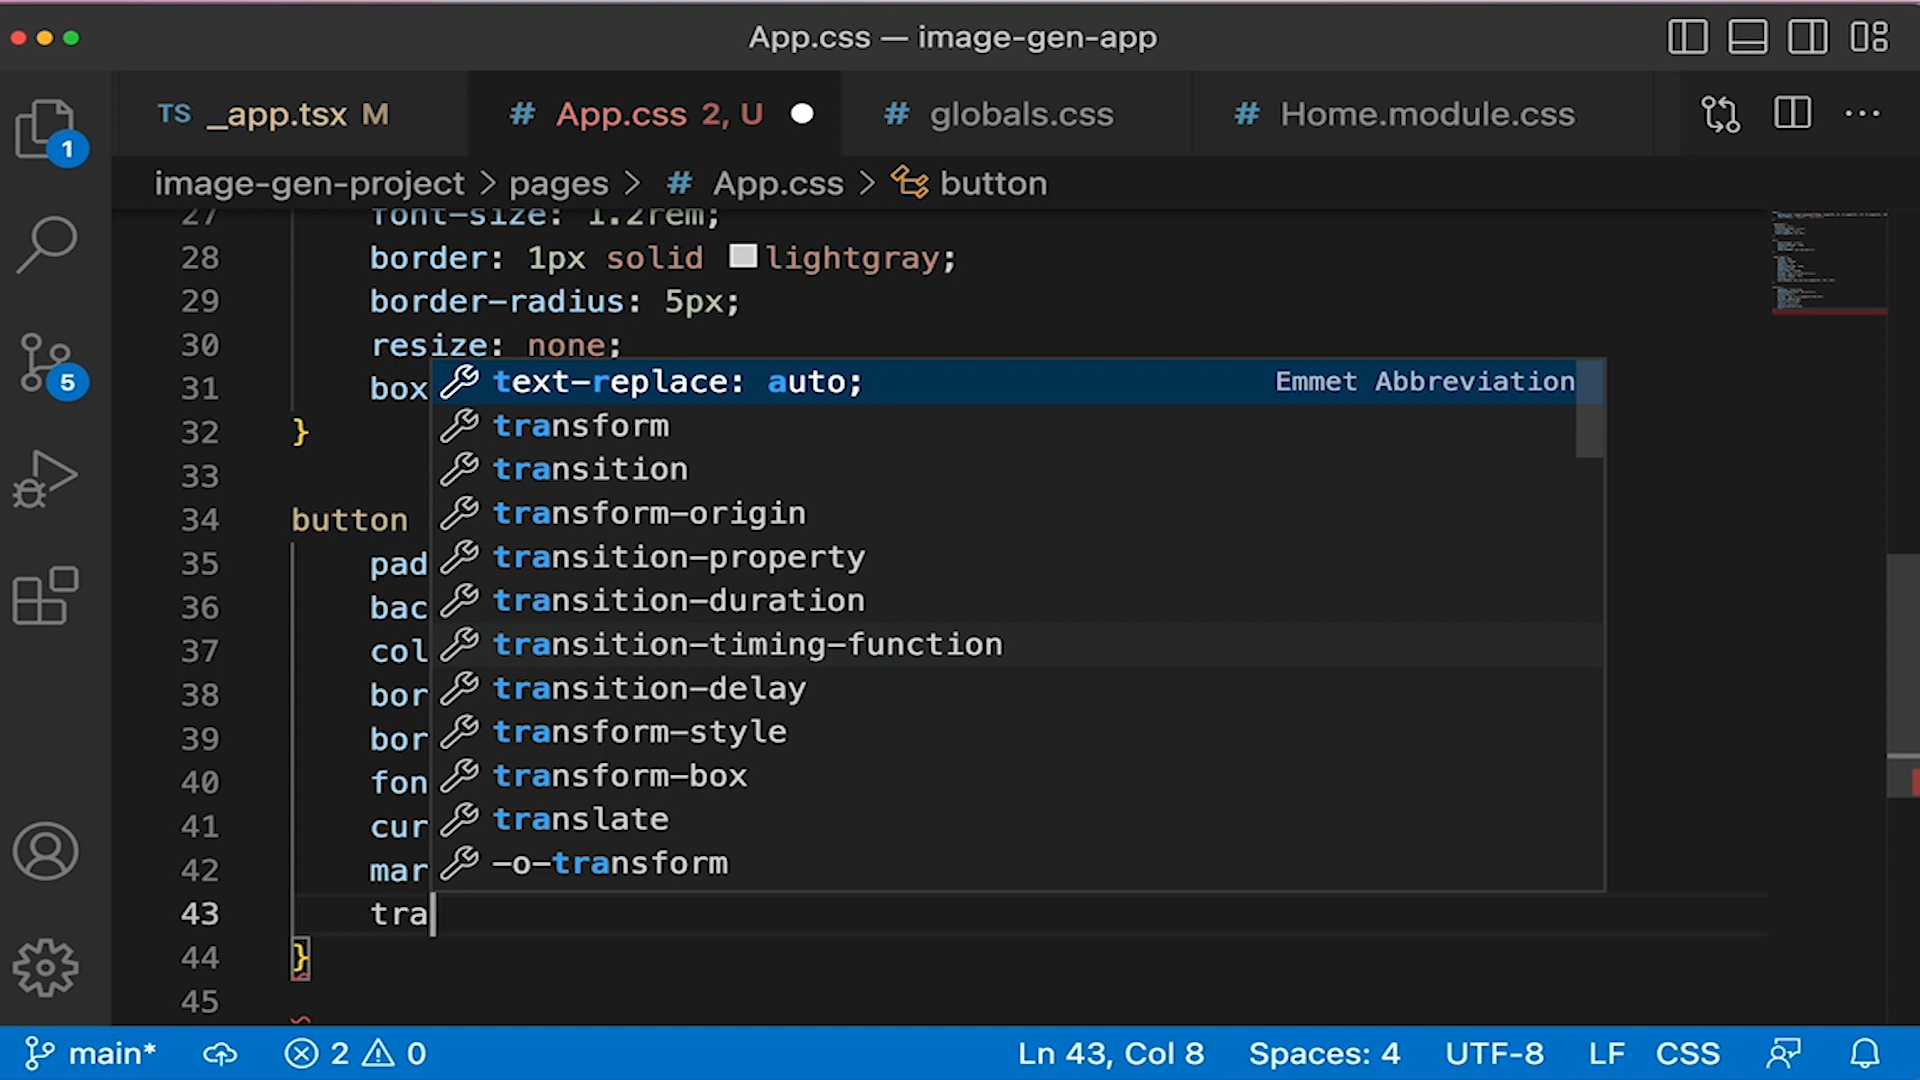 App.css — image-gen-app
TS _app.tsx M # App.css 2, U # globals.css # Home.module.css
1
image-gen-project > pages > # App.css > button
27 font-size: 1.2rem;
28 border: 1px solid lightgray;
29 border-radius: 5px;
30 resize: none;
31 box
text-replace: auto; Emmet Abbreviation
5
transform
32 }
transition
33
transform-origin
34 button
transition-property
35 pad
transition-duration
36 bac
transition-timing-function
37 col
transition-delay
38 bor
transform-style
39 bor
transform-box
40 fon
translate
41 cur
-o-transform
42 mar
43 tra
44 }
45
main* 2 0 Ln 43, Col 8 Spaces: 4 UTF-8 LF CSS